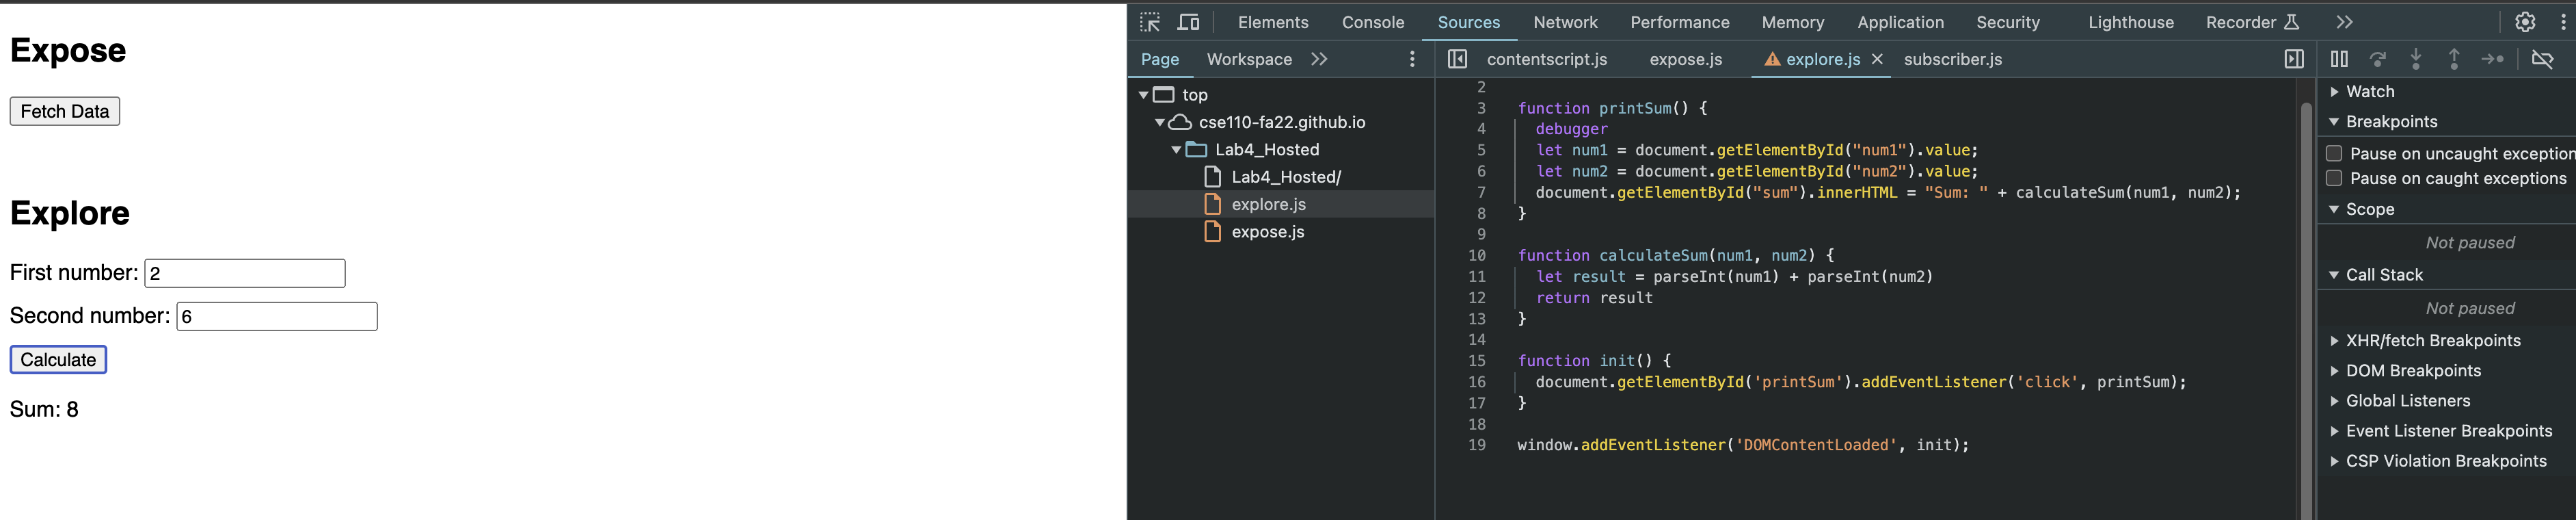 Expose
Fetch Data
Explore
First number: 2
Second number: 6
Calculate
Sum: 8
Elements Console Sources Network Performance Memory Application Security Lighthouse Recorder
Page Workspace
top
cse110-fa22.github.io
Lab4_Hosted
Lab4_Hosted/
explore.js
expose.js
contentscript.js expose.js explore.js subscriber.js
2
3 function printSum() {
4 debugger
5 let num1 = document.getElementById("num1").value;
6 let num2 = document.getElementById("num2").value;
7 document.getElementById("sum").innerHTML = "Sum: " + calculateSum(num1, num2);
8 }
9
10 function calculateSum(num1, num2) {
11 let result = parseInt(num1) + parseInt(num2)
12 return result
13 }
14
15 function init() {
16 document.getElementById('printSum').addEventListener('click', printSum);
17 }
18
19 window.addEventListener('DOMContentLoaded', init);
Watch
Breakpoints
Pause on uncaught exception
Pause on caught exceptions
Scope
Not paused
Call Stack
Not paused
XHR/fetch Breakpoints
DOM Breakpoints
Global Listeners
Event Listener Breakpoints
CSP Violation Breakpoints